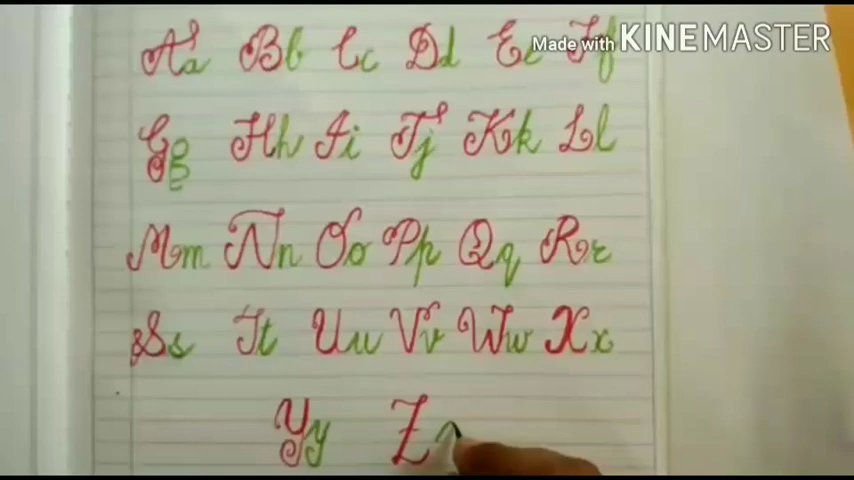 Aa Bb Cc Dd Ee Ff
Made with KINEMASTER
Gg Hh Ii Jj Kk Ll
Mm Nn Oo Pp Qq Rr
Ss Tt Uu Vv Ww Xx
Yy Z